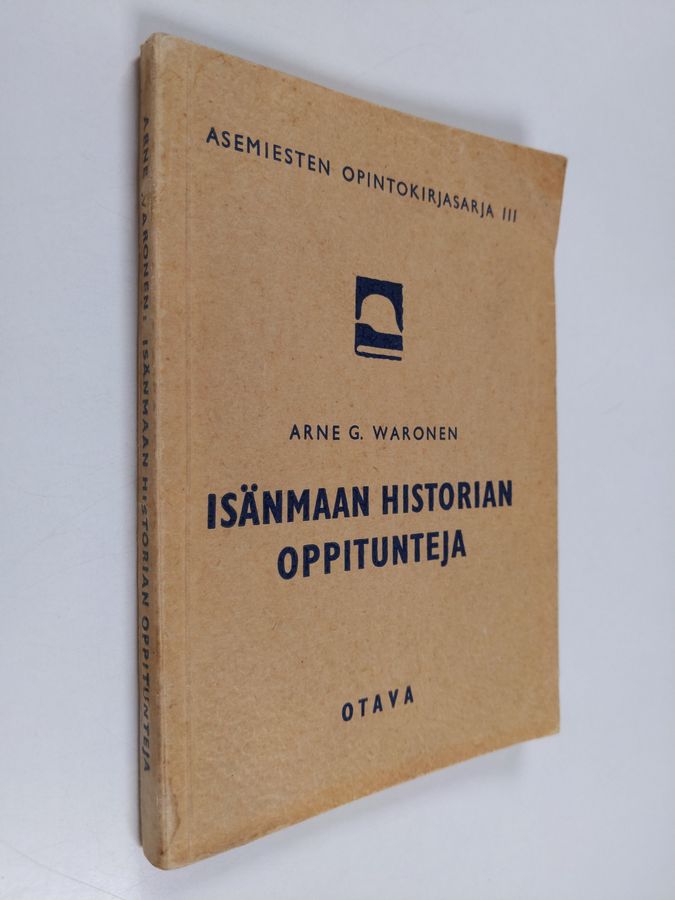 ASEMIESTEN OPINTOKIRJASARJA III
ARNE G. WARONEN
ISÄNMAAN HISTORIAN
OPPITUNTEJA
OTAVA
ARNE WARONEN: ISÄNMAAN HISTORIAN OPPITUNTEJA